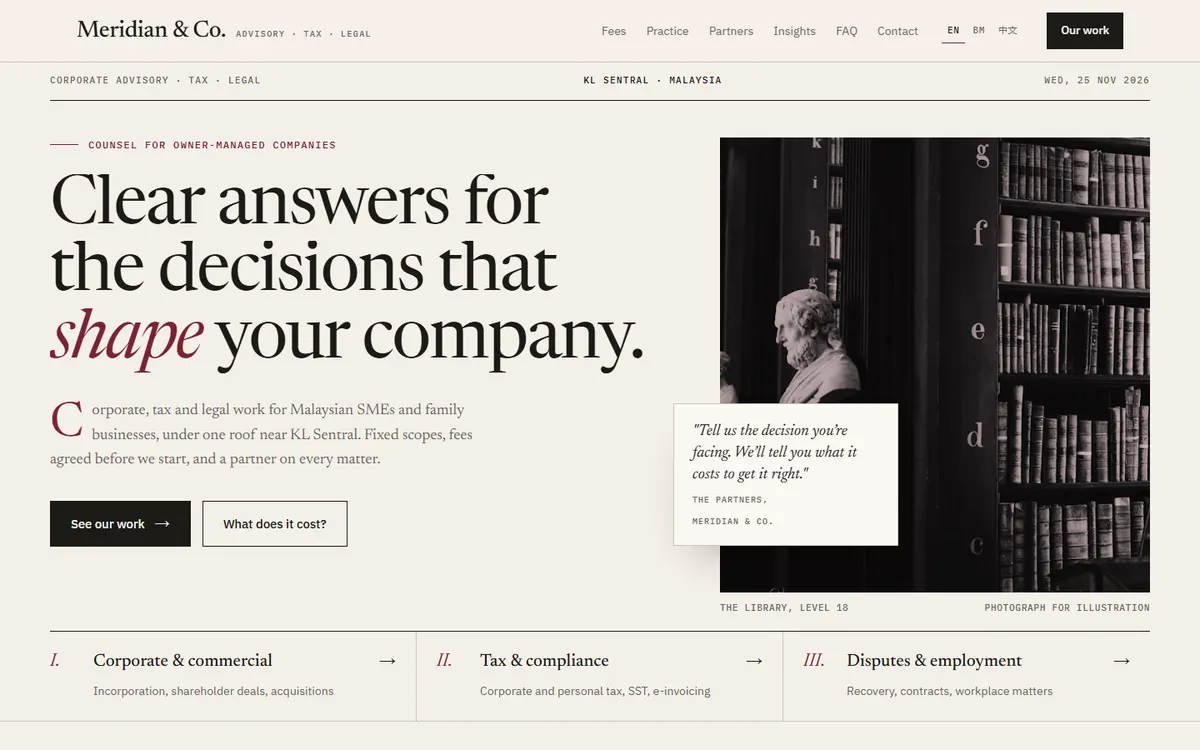 Meridian & Co. ADVISORY · TAX · LEGAL
Fees Practice Partners Insights FAQ Contact EN BM 中文 Our work
CORPORATE ADVISORY · TAX · LEGAL
KL SENTRAL · MALAYSIA
WED, 25 NOV 2026
COUNSEL FOR OWNER-MANAGED COMPANIES
Clear answers for
the decisions that
shape your company.
Corporate, tax and legal work for Malaysian SMEs and family
businesses, under one roof near KL Sentral. Fixed scopes, fees
agreed before we start, and a partner on every matter.
See our work →
What does it cost?
k
i
h
g
g
f
e
d
c
"Tell us the decision you’re
facing. We’ll tell you what it
costs to get it right."
THE PARTNERS,
MERIDIAN & CO.
THE LIBRARY, LEVEL 18
PHOTOGRAPH FOR ILLUSTRATION
I. Corporate & commercial →
Incorporation, shareholder deals, acquisitions
II. Tax & compliance →
Corporate and personal tax, SST, e-invoicing
III. Disputes & employment →
Recovery, contracts, workplace matters